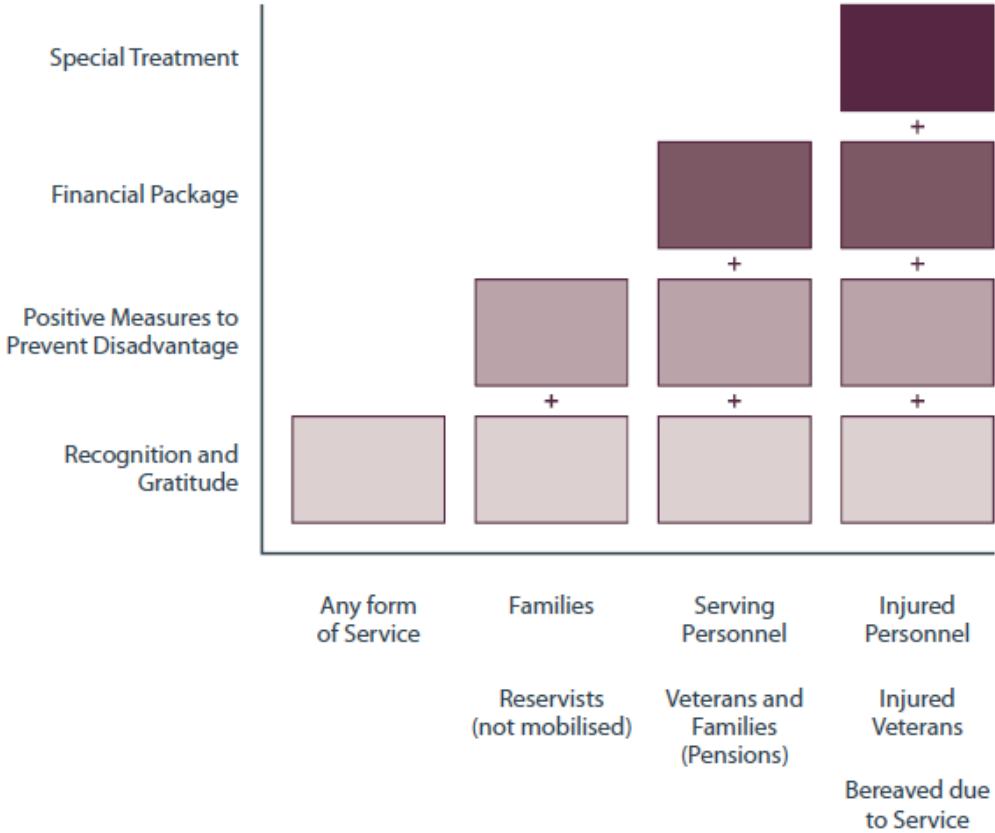 Special Treatment
+
Financial Package
+ +
Positive Measures to
Prevent Disadvantage
+ + +
Recognition and
Gratitude
Any form
of Service
Families
Serving
Personnel
Injured
Personnel
Reservists
(not mobilised)
Veterans and
Families
(Pensions)
Injured
Veterans
Bereaved due
to Service